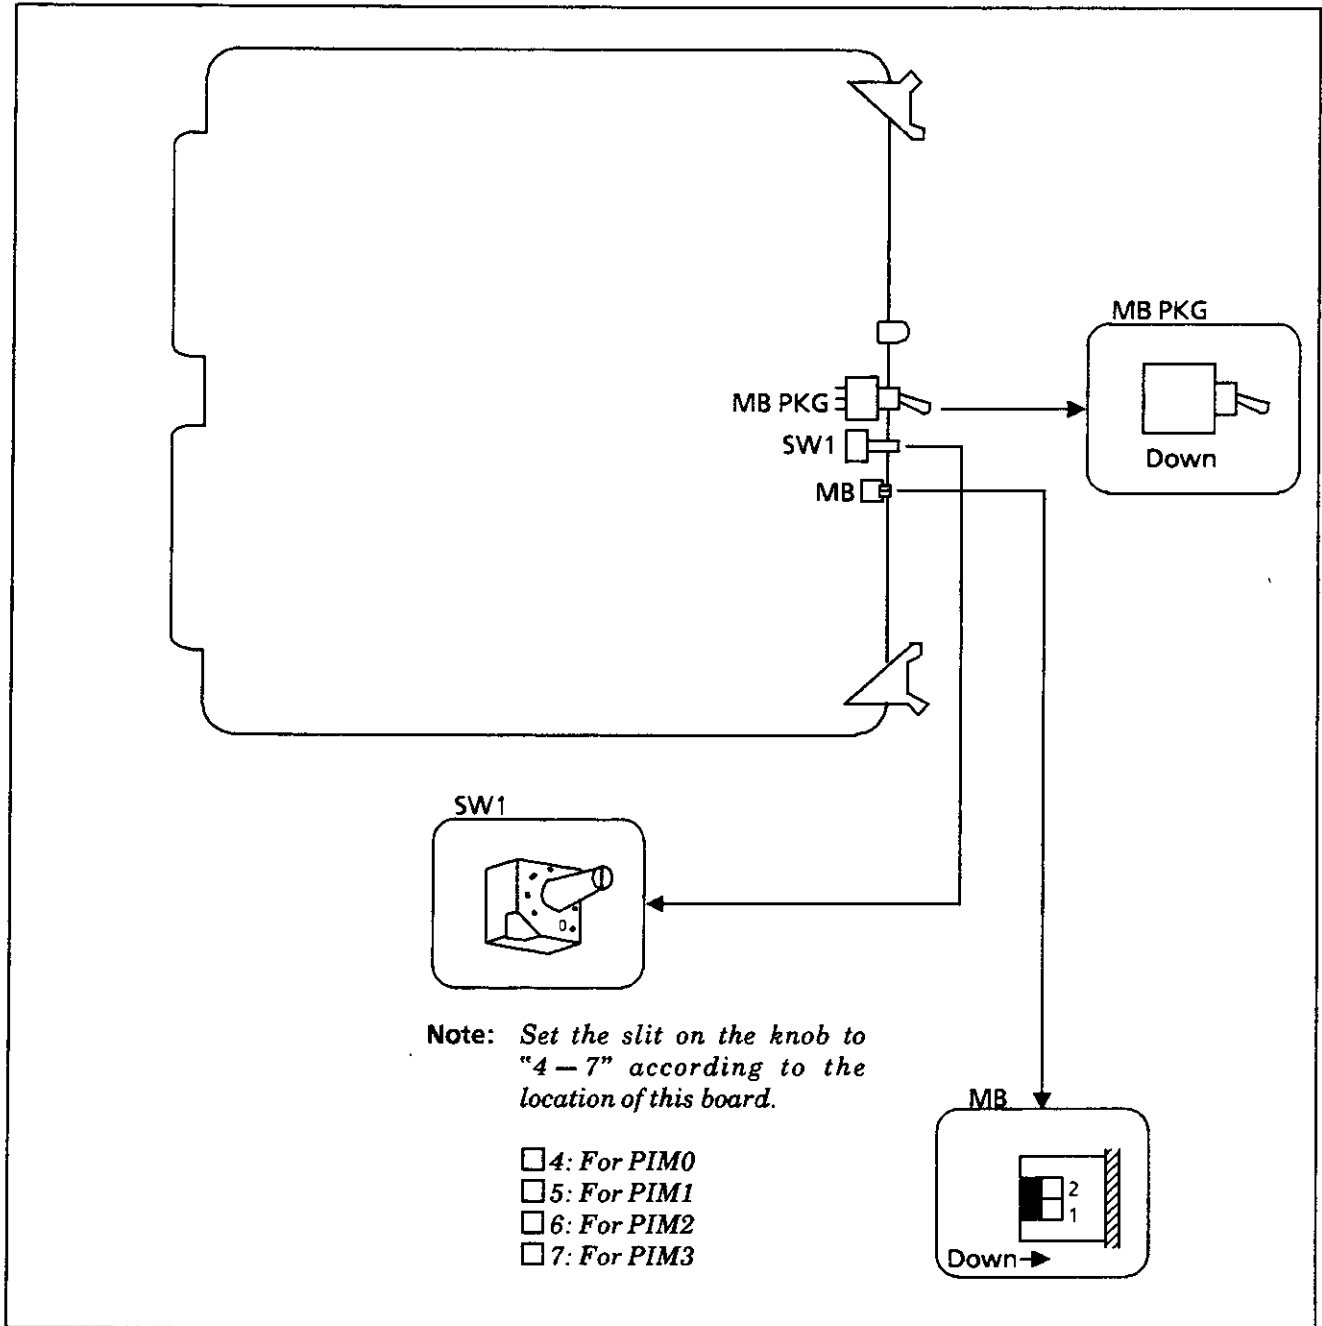 MB PKG
MB PKG
Down
SW1
MB
SW1
0
Note: Set the slit on the knob to
"4 — 7" according to the
location of this board.
☐ 4: For PIM0
☐ 5: For PIM1
☐ 6: For PIM2
☐ 7: For PIM3
MB
2
1
Down